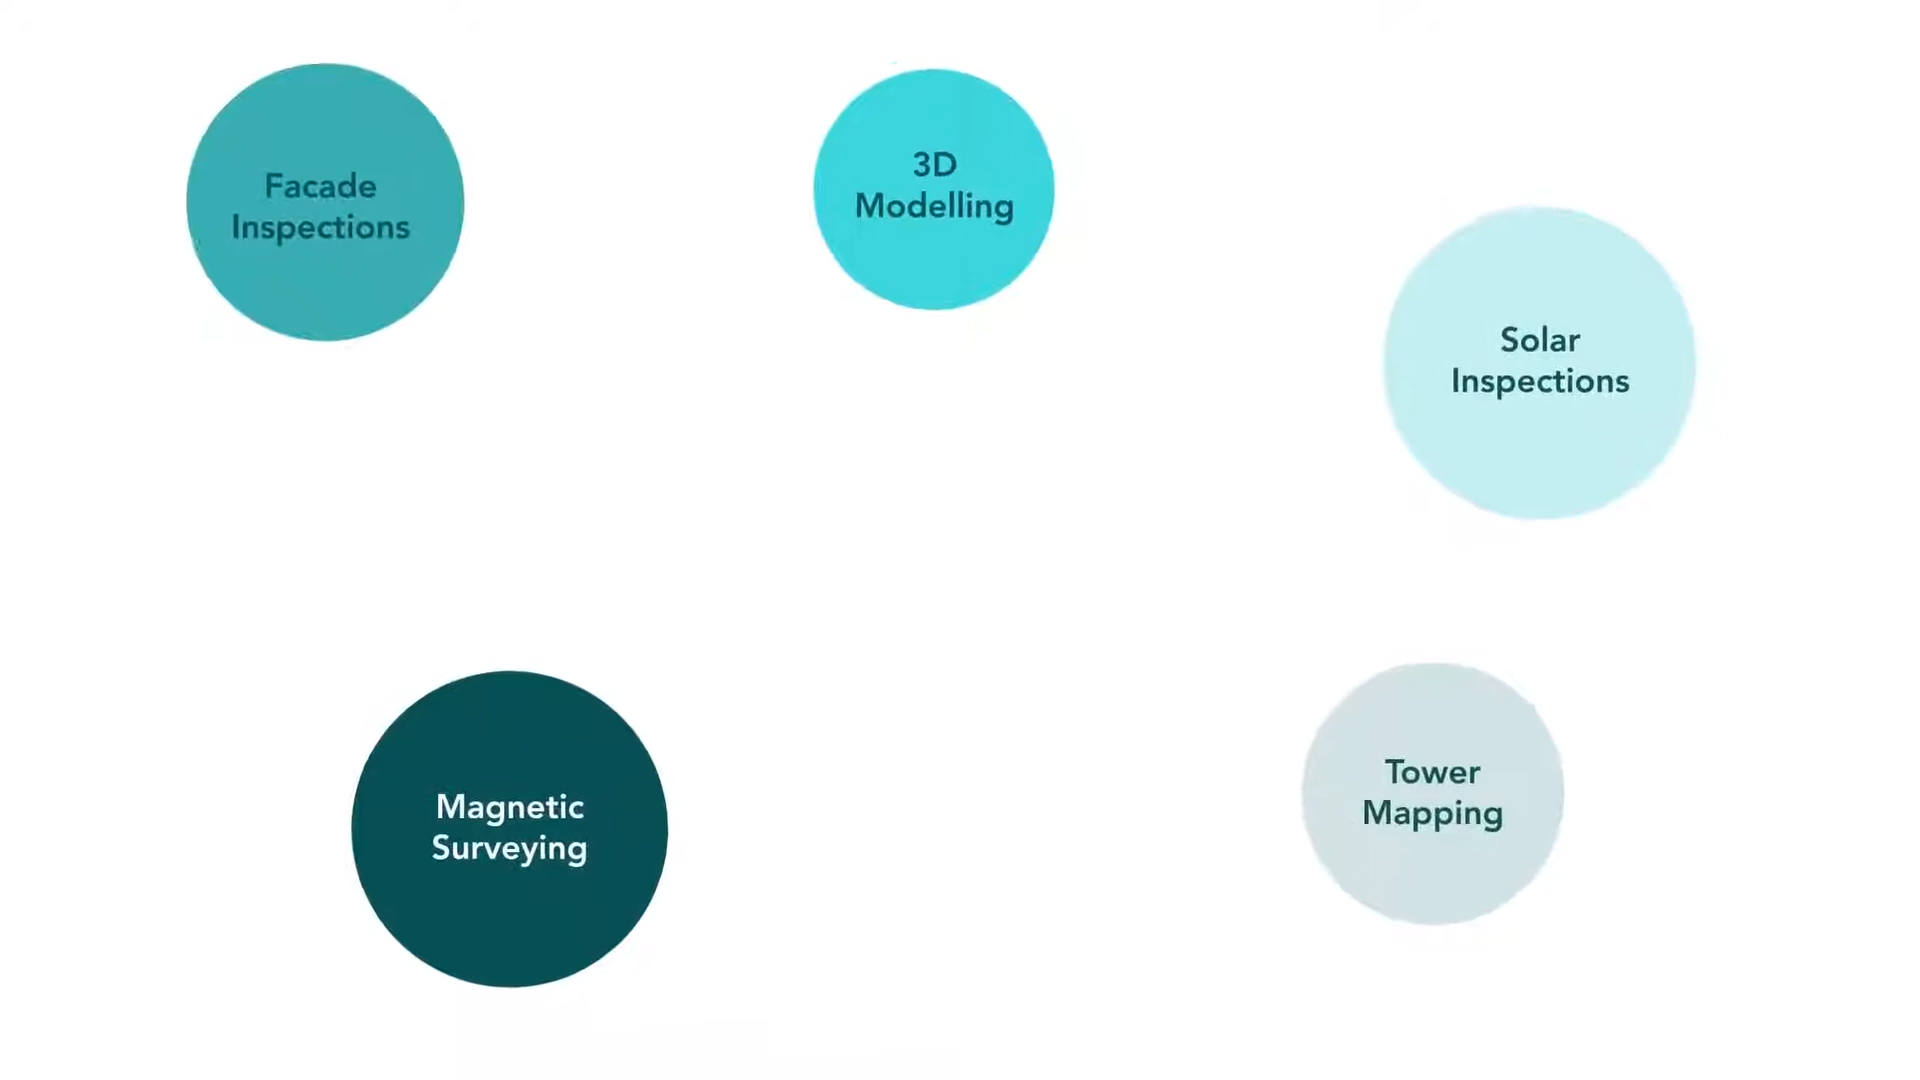 Facade
Inspections
3D
Modelling
Solar
Inspections
Magnetic
Surveying
Tower
Mapping